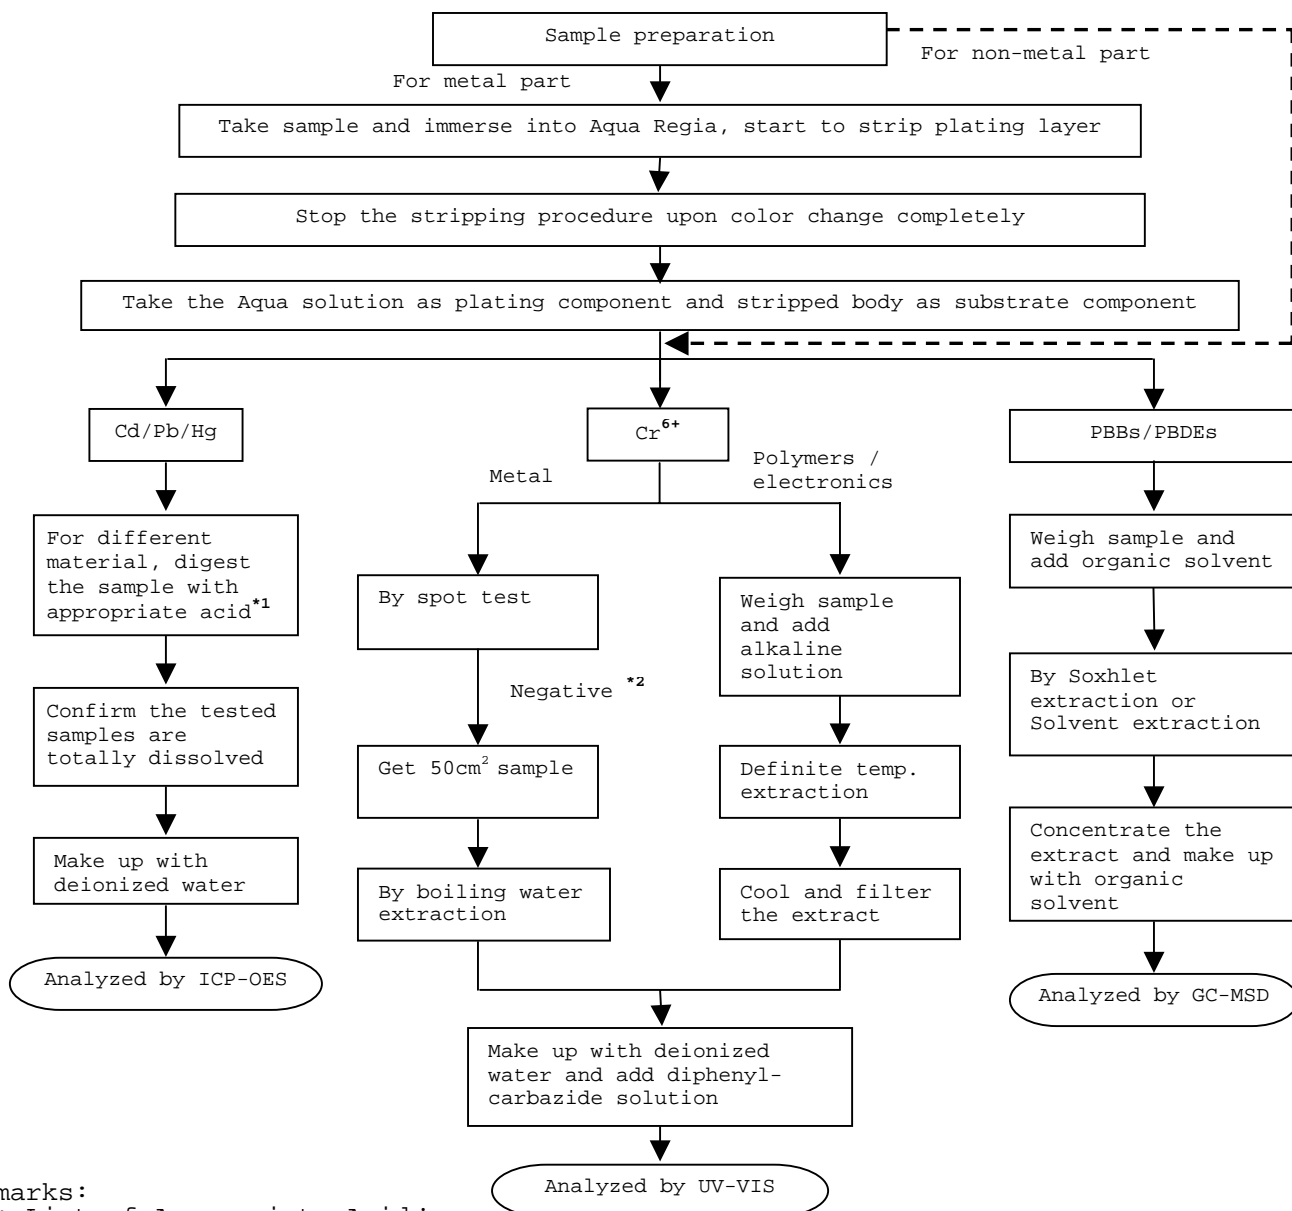 Sample preparation
For non-metal part
For metal part
Take sample and immerse into Aqua Regia, start to strip plating layer
Stop the stripping procedure upon color change completely
Take the Aqua solution as plating component and stripped body as substrate component
Cd/Pb/Hg
For different
material, digest
the sample with
appropriate acid*1
Confirm the tested
samples are
totally dissolved
Make up with
deionized water
Analyzed by ICP-OES
Cr6+
Metal
By spot test
Negative *2
Get 50cm2 sample
By boiling water
extraction
Polymers /
electronics
Weigh sample
and add
alkaline
solution
Definite temp.
extraction
Cool and filter
the extract
Make up with deionized
water and add diphenyl-
carbazide solution
Analyzed by UV-VIS
PBBs/PBDEs
Weigh sample and
add organic solvent
By Soxhlet
extraction or
Solvent extraction
Concentrate the
extract and make up
with organic
solvent
Analyzed by GC-MSD
marks: